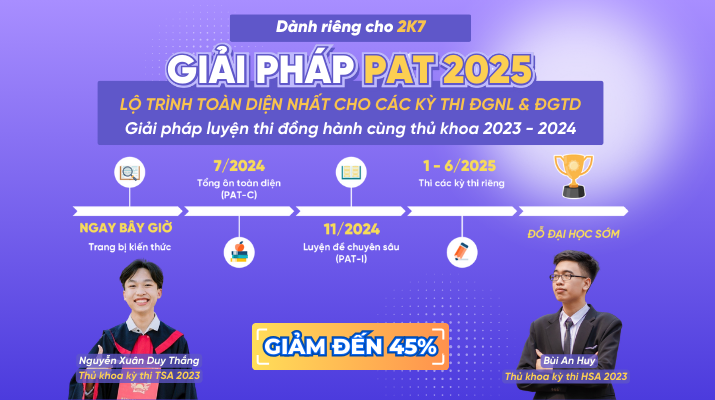 Dành riêng cho 2K7
GIẢI PHÁP PAT 2025
LỘ TRÌNH TOÀN DIỆN NHẤT CHO CÁC KỲ THI ĐGNL & ĐGTD
Giải pháp luyện thi đồng hành cùng thủ khoa 2023 - 2024
NGAY BÂY GIỜ
Trang bị kiến thức
7/2024
Tổng ôn toàn diện
(PAT-C)
11/2024
Luyện đề chuyên sâu
(PAT-I)
1 - 6/2025
Thi các kỳ thi riêng
ĐỖ ĐẠI HỌC SỚM
Nguyễn Xuân Duy Thắng
Thủ khoa kỳ thi TSA 2023
GIẢM ĐẾN 45%
Bùi An Huy
Thủ khoa kỳ thi HSA 2023